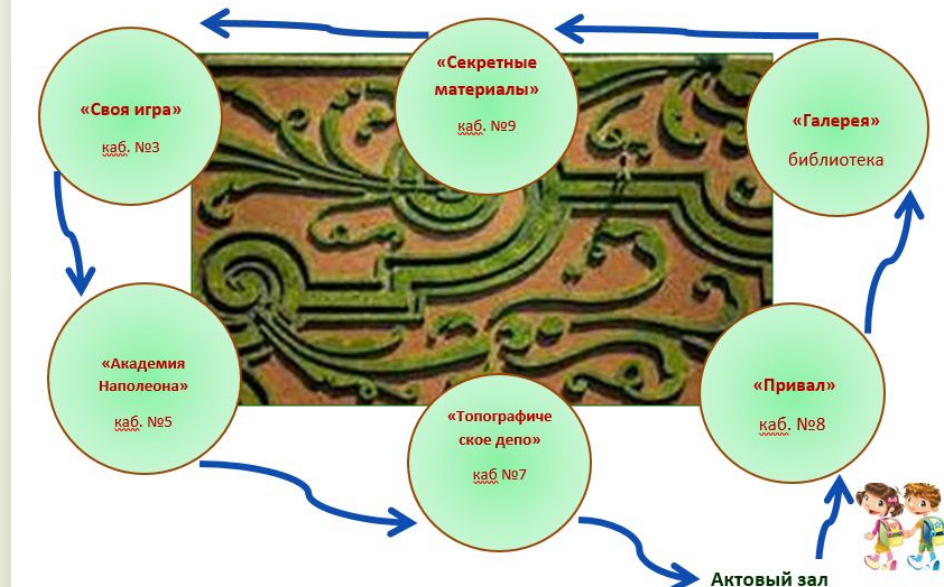 «Своя игра»
каб. №3
«Секретные
материалы»
каб. №9
«Галерея»
библиотека
«Академия
Наполеона»
каб. №5
«Топографиче
ское депо»
каб №7
«Привал»
каб. №8
Актовый зал